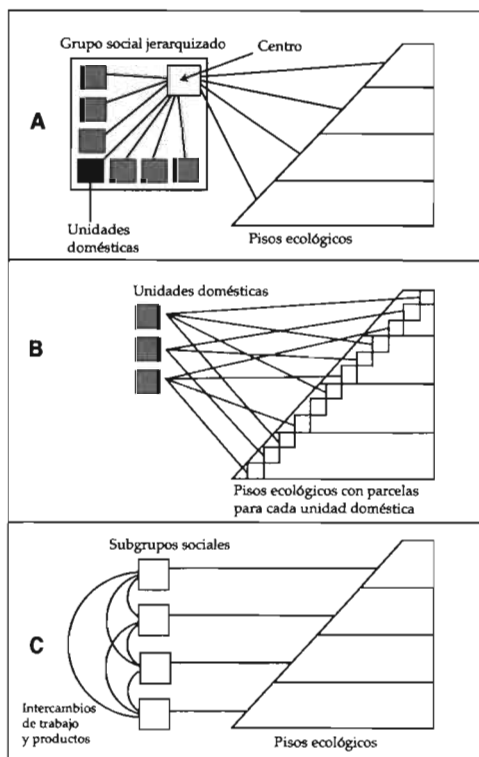 Grupo social jerarquizado
Centro
A
Unidades
domésticas
Pisos ecológicos
Unidades domésticas
B
Pisos ecológicos con parcelas
para cada unidad doméstica
Subgrupos sociales
C
Intercambios
de trabajo
y productos
Pisos ecológicos